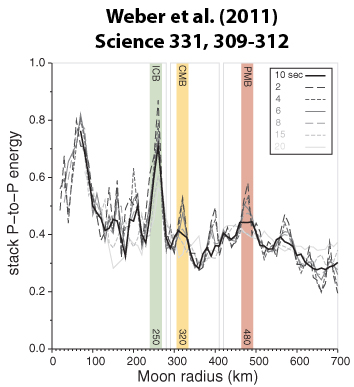 Weber et al. (2011)
Science 331, 309-312
ICB
CMB
PMB
10 sec
2
4
6
8
15
20
stack P-to-P energy
1.0
0.8
0.6
0.4
0.2
0.0
250
320
480
0 100 200 300 400 500 600 700
Moon radius (km)